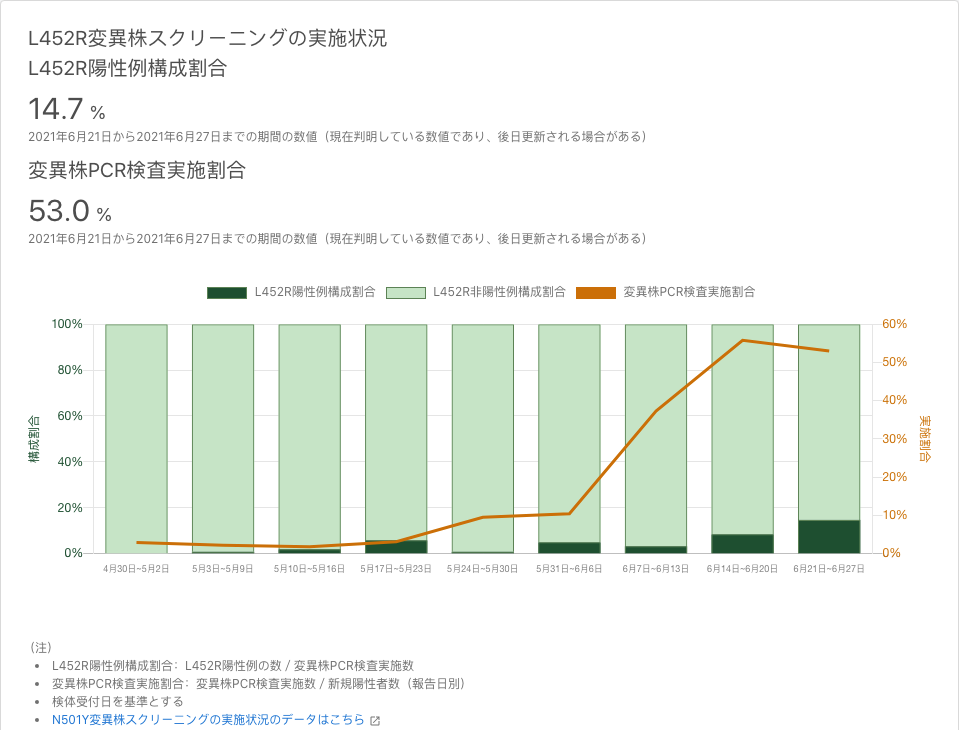 L452R変異株スクリーニングの実施状況
L452R陽性例構成割合
14.7 %
2021年6月21日から2021年6月27日までの期間の数値（現在判明している数値であり、後日更新される場合がある）
変異株PCR検査実施割合
53.0 %
2021年6月21日から2021年6月27日までの期間の数値（現在判明している数値であり、後日更新される場合がある）
L452R陽性例構成割合 L452R非陽性例構成割合 変異株PCR検査実施割合
構成割合
100%
80%
60%
40%
20%
0%
60%
50%
40%
30%
20%
10%
0%
実施割合
4月30日~5月2日 5月3日~5月9日 5月10日~5月16日 5月17日~5月23日 5月24日~5月30日 5月31日~6月6日 6月7日~6月13日 6月14日~6月20日 6月21日~6月27日
（注）
• L452R陽性例構成割合：L452R陽性例の数 / 変異株PCR検査実施数
• 変異株PCR検査実施割合：変異株PCR検査実施数 / 新規陽性者数（報告日別）
• 検体受付日を基準とする
• N501Y変異株スクリーニングの実施状況のデータはこちら